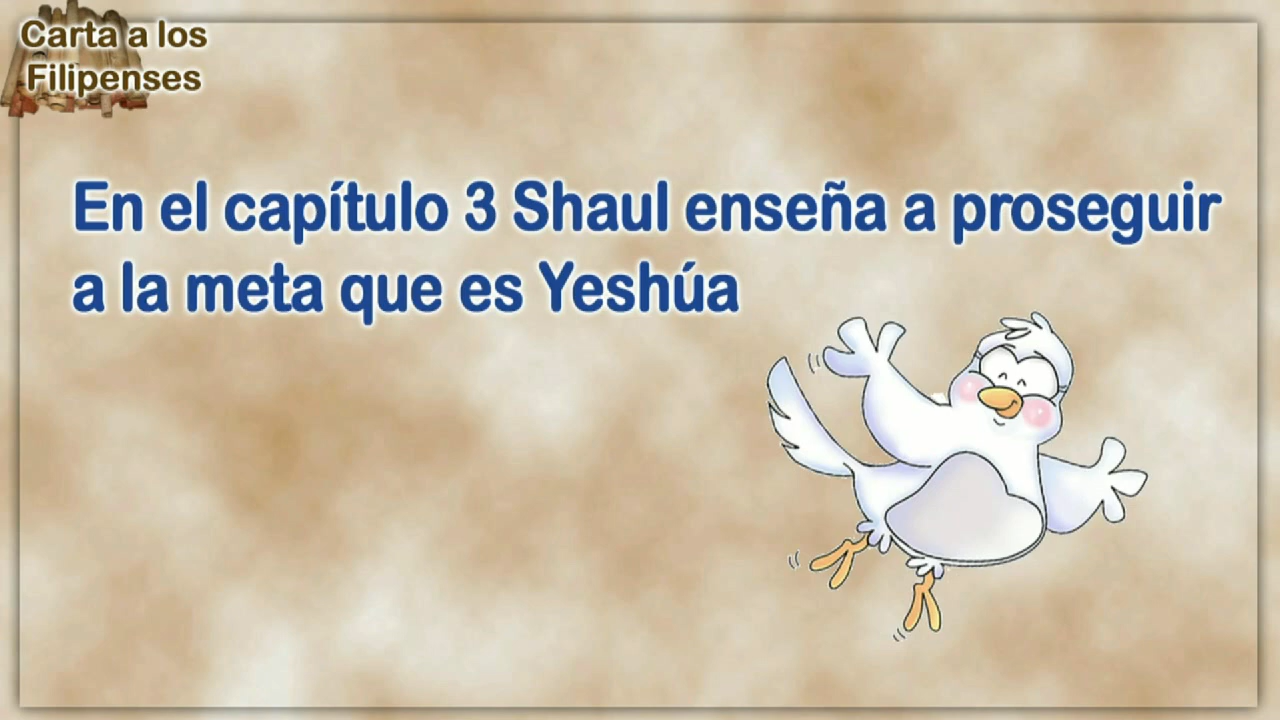 Carta a los
Filipenses
En el capítulo 3 Shaul enseña a proseguir
a la meta que es Yeshúa